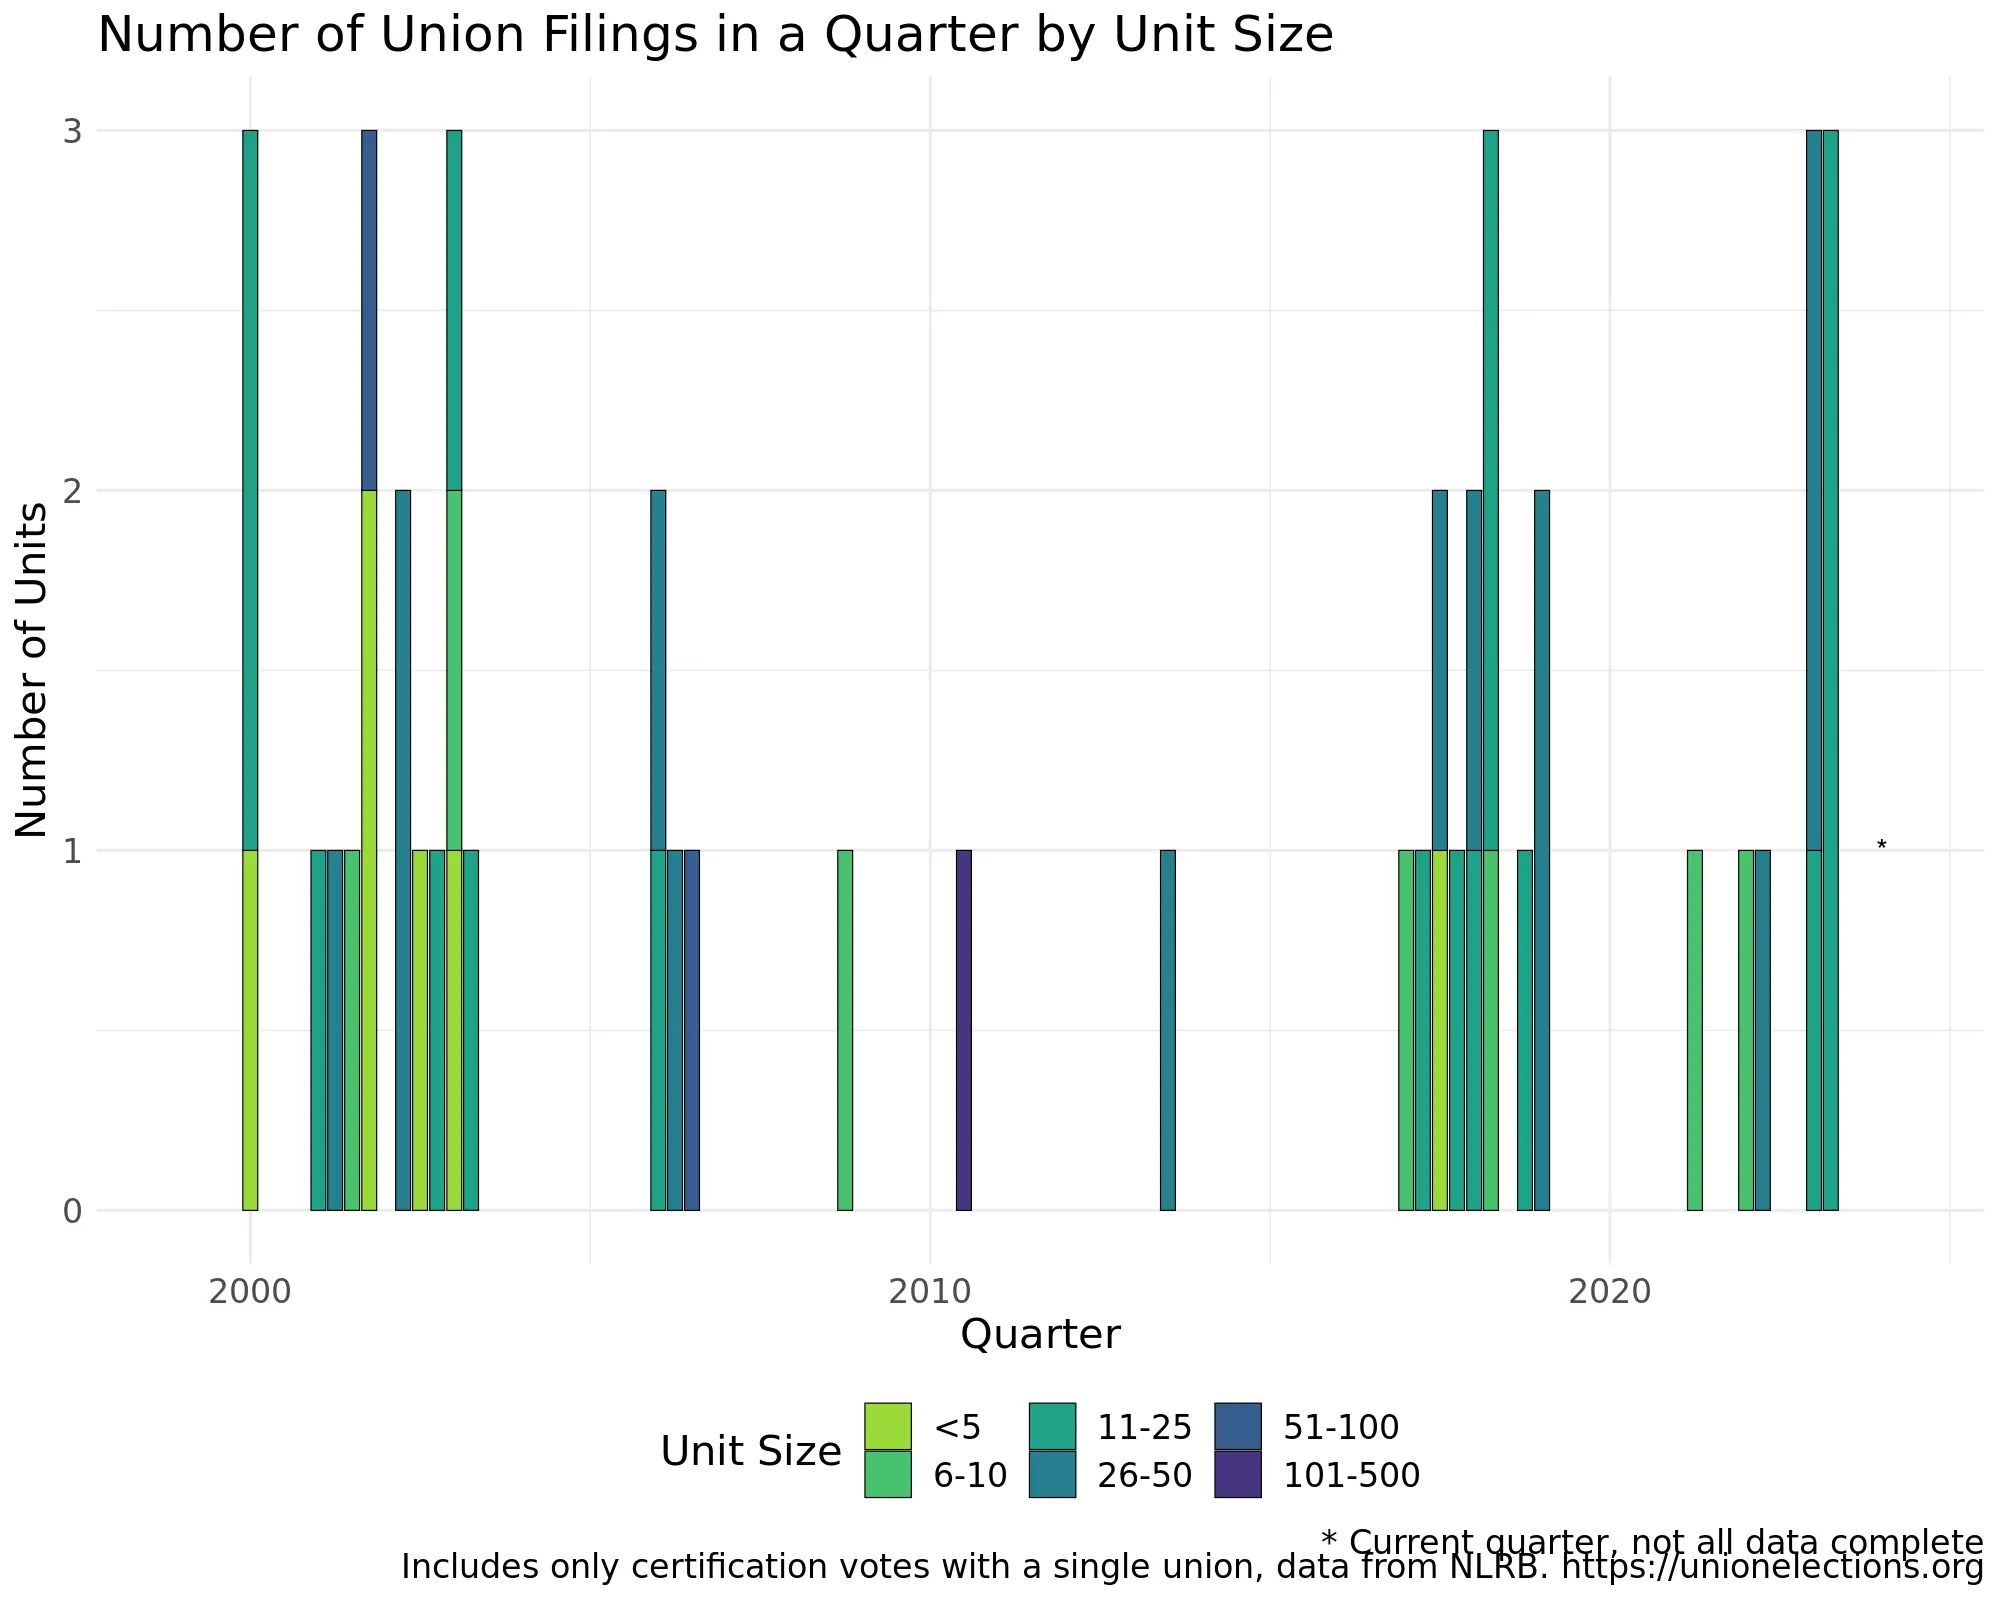 Number of Union Filings in a Quarter by Unit Size
3
2
1
0
Number of Units
*
2000 2010 2020
Quarter
Unit Size
<5 11-25 51-100
6-10 26-50 101-500
* Current quarter, not all data complete
Includes only certification votes with a single union, data from NLRB. https://unionelections.org